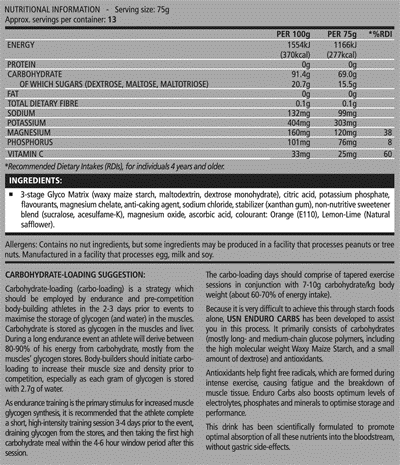 NUTRITIONAL INFORMATION - Serving size: 75g
Approx. servings per container: 13
PER 100g PER 75g *%RDI
ENERGY 1554kJ 1166kJ
(370kcal) (277kcal)
PROTEIN 0g 0g
CARBOHYDRATE 91.4g 69.0g
OF WHICH SUGARS (DEXTROSE, MALTOSE, MALTOTRIOSE) 20.7g 15.5g
FAT 0g 0g
TOTAL DIETARY FIBRE 0.1g 0.1g
SODIUM 132mg 99mg
POTASSIUM 404mg 303mg
MAGNESIUM 160mg 120mg 38
PHOSPHORUS 101mg 76mg 8
VITAMIN C 33mg 25mg 60
*Recommended Dietary Intakes (RDIs), for individuals 4 years and older.
INGREDIENTS:
▪ 3-stage Glyco Matrix (waxy maize starch, maltodextrin, dextrose monohydrate), citric acid, potassium phosphate,
flavourants, magnesium chelate, anti-caking agent, sodium chloride, stabilizer (xanthan gum), non-nutritive sweetener
blend (sucralose, acesulfame-K), magnesium oxide, ascorbic acid, colourant: Orange (E110), Lemon-Lime (Natural
safflower).
Allergens: Contains no nut ingredients, but some ingredients may be produced in a facility that processes peanuts or tree
nuts. Manufactured in a facility that process egg, milk and soy.
CARBOHYDRATE-LOADING SUGGESTION:
Carbohydrate-loading (carbo-loading) is a strategy which
should be employed by endurance and pre-competition
body-building athletes in the 2-3 days prior to events to
maximise the storage of glycogen (and water) in the muscles.
Carbohydrate is stored as glycogen in the muscles and liver.
During a long endurance event an athlete will derive between
80-90% of his energy from carbohydrate, mostly from the
muscles' glycogen stores. Body-builders should initiate carbo-
loading to increase their muscle size and density prior to
competition, especially as each gram of glycogen is stored
with 2.7g of water.
As endurance training is the primary stimulus for increased muscle
glycogen synthesis, it is recommended that the athlete complete
a short, high-intensity training session 3-4 days prior to the event,
draining glycogen from the stores, and then taking the first high
carbohydrate meal within the 4-6 hour window period after this
session.
The carbo-loading days should comprise of tapered exercise
sessions in conjunction with 7-10g carbohydrate/kg body
weight (about 60-70% of energy intake).
Because it is very difficult to achieve this through starch foods
alone, USN ENDURO CARBS has been developed to assist
you in this process. It primarily consists of carbohydrates
(mostly long- and medium-chain glucose polymers, including
the high molecular weight Waxy Maize Starch, and a small
amount of dextrose) and antioxidants.
Antioxidants help fight free radicals, which are formed during
intense exercise, causing fatigue and the breakdown of
muscle tissue. Enduro Carbs also boosts optimum levels of
electrolytes, phosphates and minerals to optimise storage and
performance.
This drink has been scientifically formulated to promote
optimal absorption of all these nutrients into the bloodstream,
without gastric side-effects.